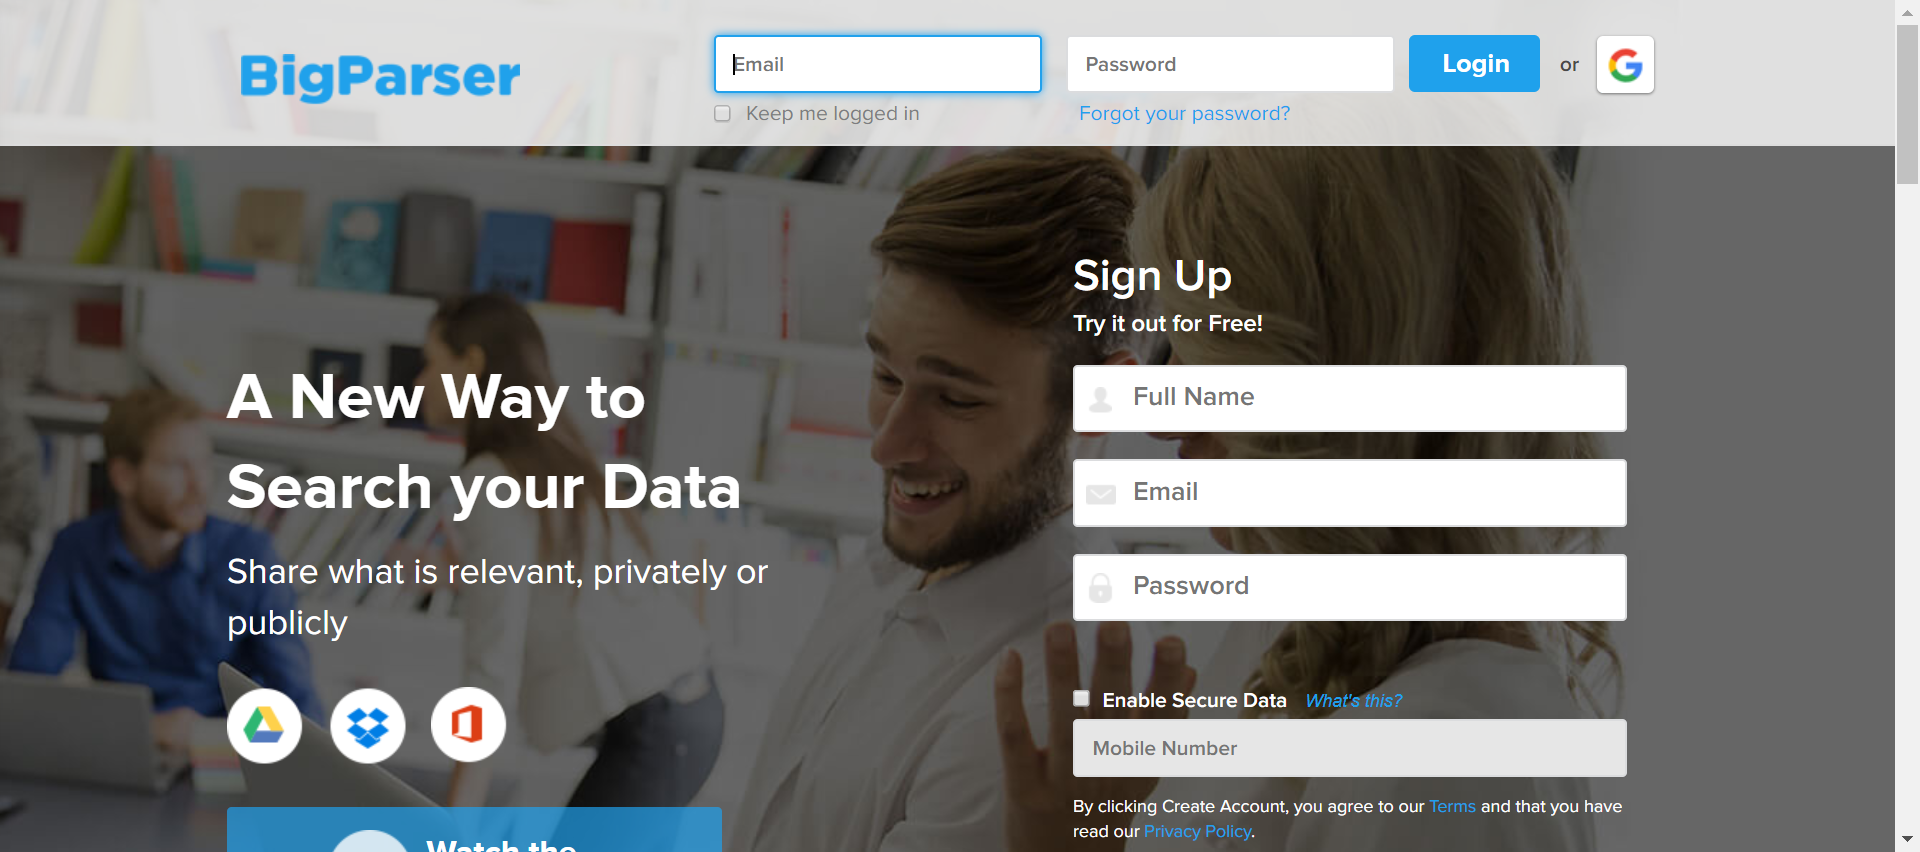 BigParser
Email
Password
Login
or
Keep me logged in
Forgot your password?
A New Way to
Search your Data
Share what is relevant, privately or
publicly
Watch the
Sign Up
Try it out for Free!
Full Name
Email
Password
Enable Secure Data What's this?
Mobile Number
By clicking Create Account, you agree to our Terms and that you have
read our Privacy Policy.